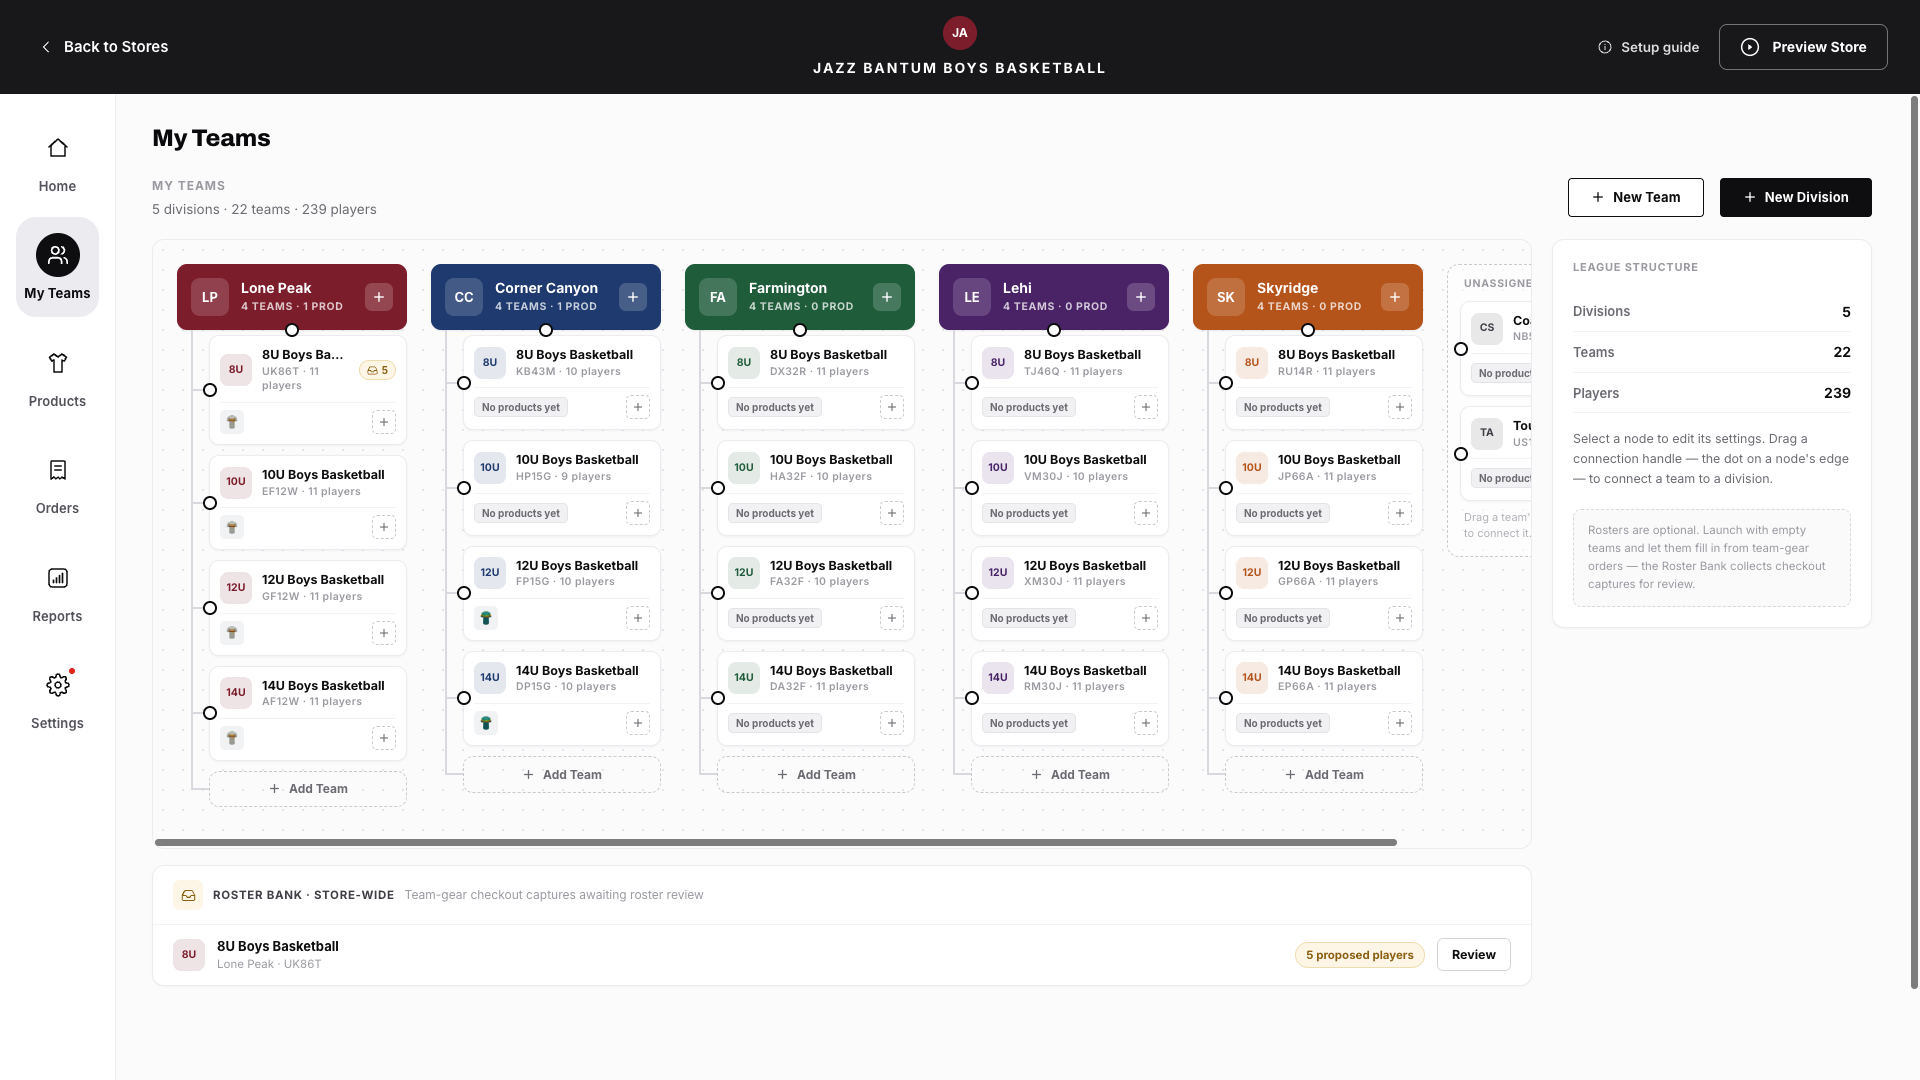 Back to Stores
JA
JAZZ BANTUM BOYS BASKETBALL
Setup guide
Preview Store
Home
My Teams
Products
Orders
Reports
Settings
My Teams
MY TEAMS
5 divisions · 22 teams · 239 players
New Team
New Division
LP
Lone Peak
4 TEAMS · 1 PROD
8U
8U Boys Ba...
UK86T · 11
players
5
10U
10U Boys Basketball
EF12W · 11 players
12U
12U Boys Basketball
GF12W · 11 players
14U
14U Boys Basketball
AF12W · 11 players
Add Team
CC
Corner Canyon
4 TEAMS · 1 PROD
8U
8U Boys Basketball
KB43M · 10 players
No products yet
10U
10U Boys Basketball
HP15G · 9 players
No products yet
12U
12U Boys Basketball
FP15G · 10 players
14U
14U Boys Basketball
DP15G · 10 players
Add Team
FA
Farmington
4 TEAMS · 0 PROD
8U
8U Boys Basketball
DX32R · 11 players
No products yet
10U
10U Boys Basketball
HA32F · 10 players
No products yet
12U
12U Boys Basketball
FA32F · 10 players
No products yet
14U
14U Boys Basketball
DA32F · 11 players
No products yet
Add Team
LE
Lehi
4 TEAMS · 0 PROD
8U
8U Boys Basketball
TJ46Q · 11 players
No products yet
10U
10U Boys Basketball
VM30J · 10 players
No products yet
12U
12U Boys Basketball
XM30J · 11 players
No products yet
14U
14U Boys Basketball
RM30J · 11 players
No products yet
Add Team
SK
Skyridge
4 TEAMS · 0 PROD
8U
8U Boys Basketball
RU14R · 11 players
No products yet
10U
10U Boys Basketball
JP66A · 11 players
No products yet
12U
12U Boys Basketball
GP66A · 11 players
No products yet
14U
14U Boys Basketball
EP66A · 11 players
No products yet
Add Team
UNASSIGNE
CS
No produc
TA
No produc
Drag a team'
to connect it.
LEAGUE STRUCTURE
Divisions 5
Teams 22
Players 239
Select a node to edit its settings. Drag a
connection handle — the dot on a node's edge
— to connect a team to a division.
Rosters are optional. Launch with empty
teams and let them fill in from team-gear
orders — the Roster Bank collects checkout
captures for review.
ROSTER BANK · STORE-WIDE Team-gear checkout captures awaiting roster review
8U
8U Boys Basketball
Lone Peak · UK86T
5 proposed players
Review